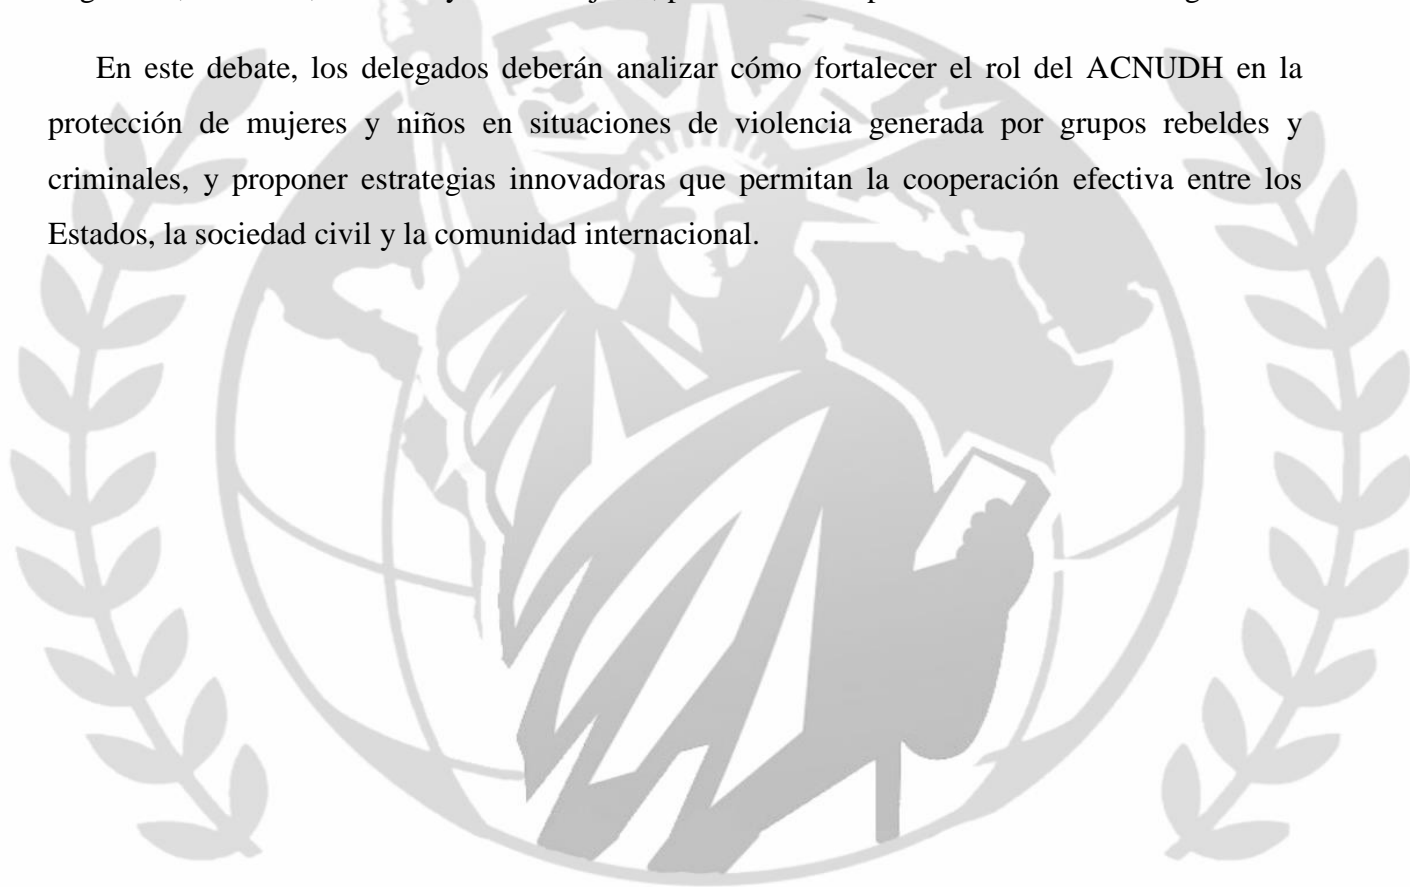 En este debate, los delegados deberán analizar cómo fortalecer el rol del ACNUDH en la
protección de mujeres y niños en situaciones de violencia generada por grupos rebeldes y
criminales, y proponer estrategias innovadoras que permitan la cooperación efectiva entre los
Estados, la sociedad civil y la comunidad internacional.